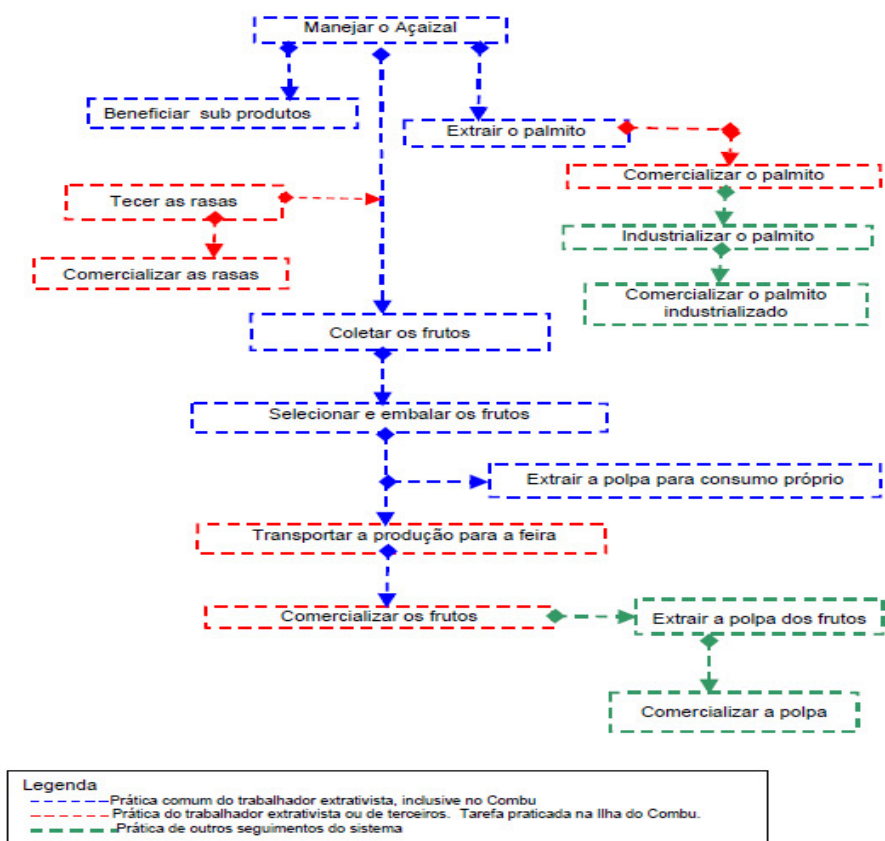 Manejar o Açaizal
Beneficiar sub produtos
Extrair o palmito
Comercializar o palmito
Tecer as rasas
Industrializar o palmito
Comercializar as rasas
Comercializar o palmito
industrializado
Coletar os frutos
Selecionar e embalar os frutos
Extrair a polpa para consumo próprio
Transportar a produção para a feira
Comercializar os frutos
Extrair a polpa dos frutos
Comercializar a polpa
Legenda
Prática comum do trabalhador extrativista, inclusive no Combu
Prática do trabalhador extrativista ou de terceiros. Tarefa praticada na Ilha do Combu.
Prática de outros seguimentos do sistema